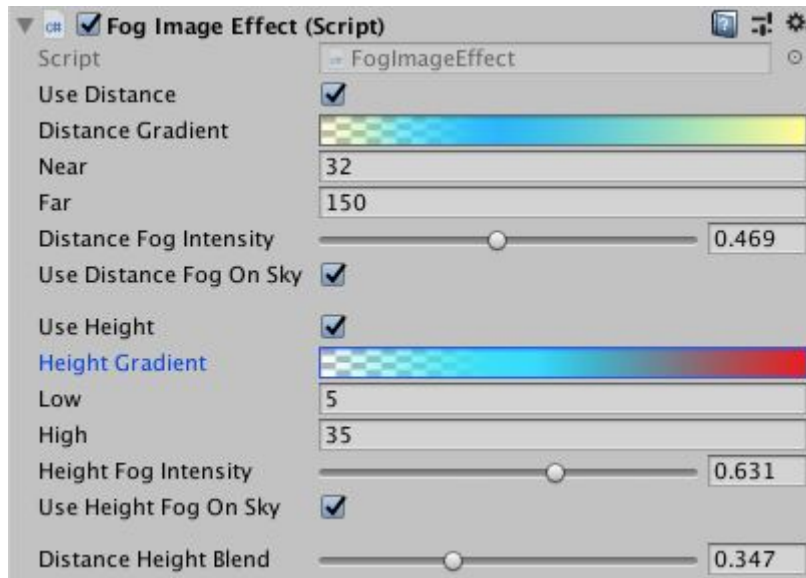 Fog Image Effect (Script)
Script FogImageEffect
Use Distance
Distance Gradient
Near 32
Far 150
Distance Fog Intensity 0.469
Use Distance Fog On Sky
Use Height
Height Gradient
Low 5
High 35
Height Fog Intensity 0.631
Use Height Fog On Sky
Distance Height Blend 0.347